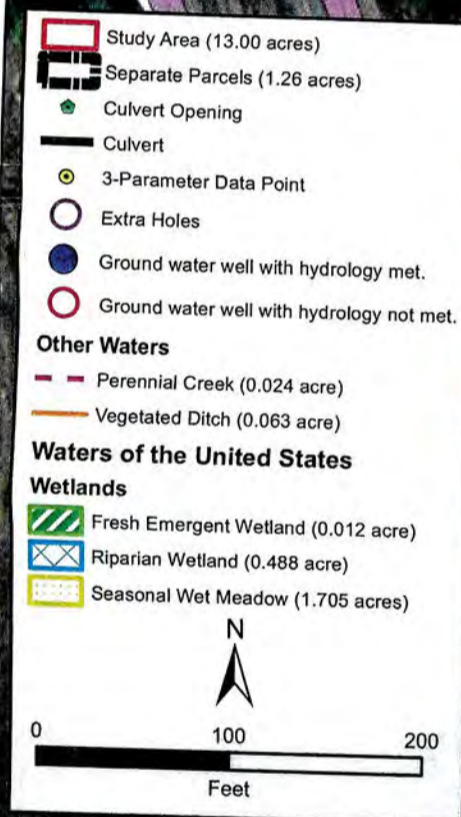 Study Area (13.00 acres)
Separate Parcels (1.26 acres)
Culvert Opening
Culvert
3-Parameter Data Point
Extra Holes
Ground water well with hydrology met.
Ground water well with hydrology not met.
Other Waters
Perennial Creek (0.024 acre)
Vegetated Ditch (0.063 acre)
Waters of the United States
Wetlands
Fresh Emergent Wetland (0.012 acre)
Riparian Wetland (0.488 acre)
Seasonal Wet Meadow (1.705 acres)
N
0 100 200
Feet